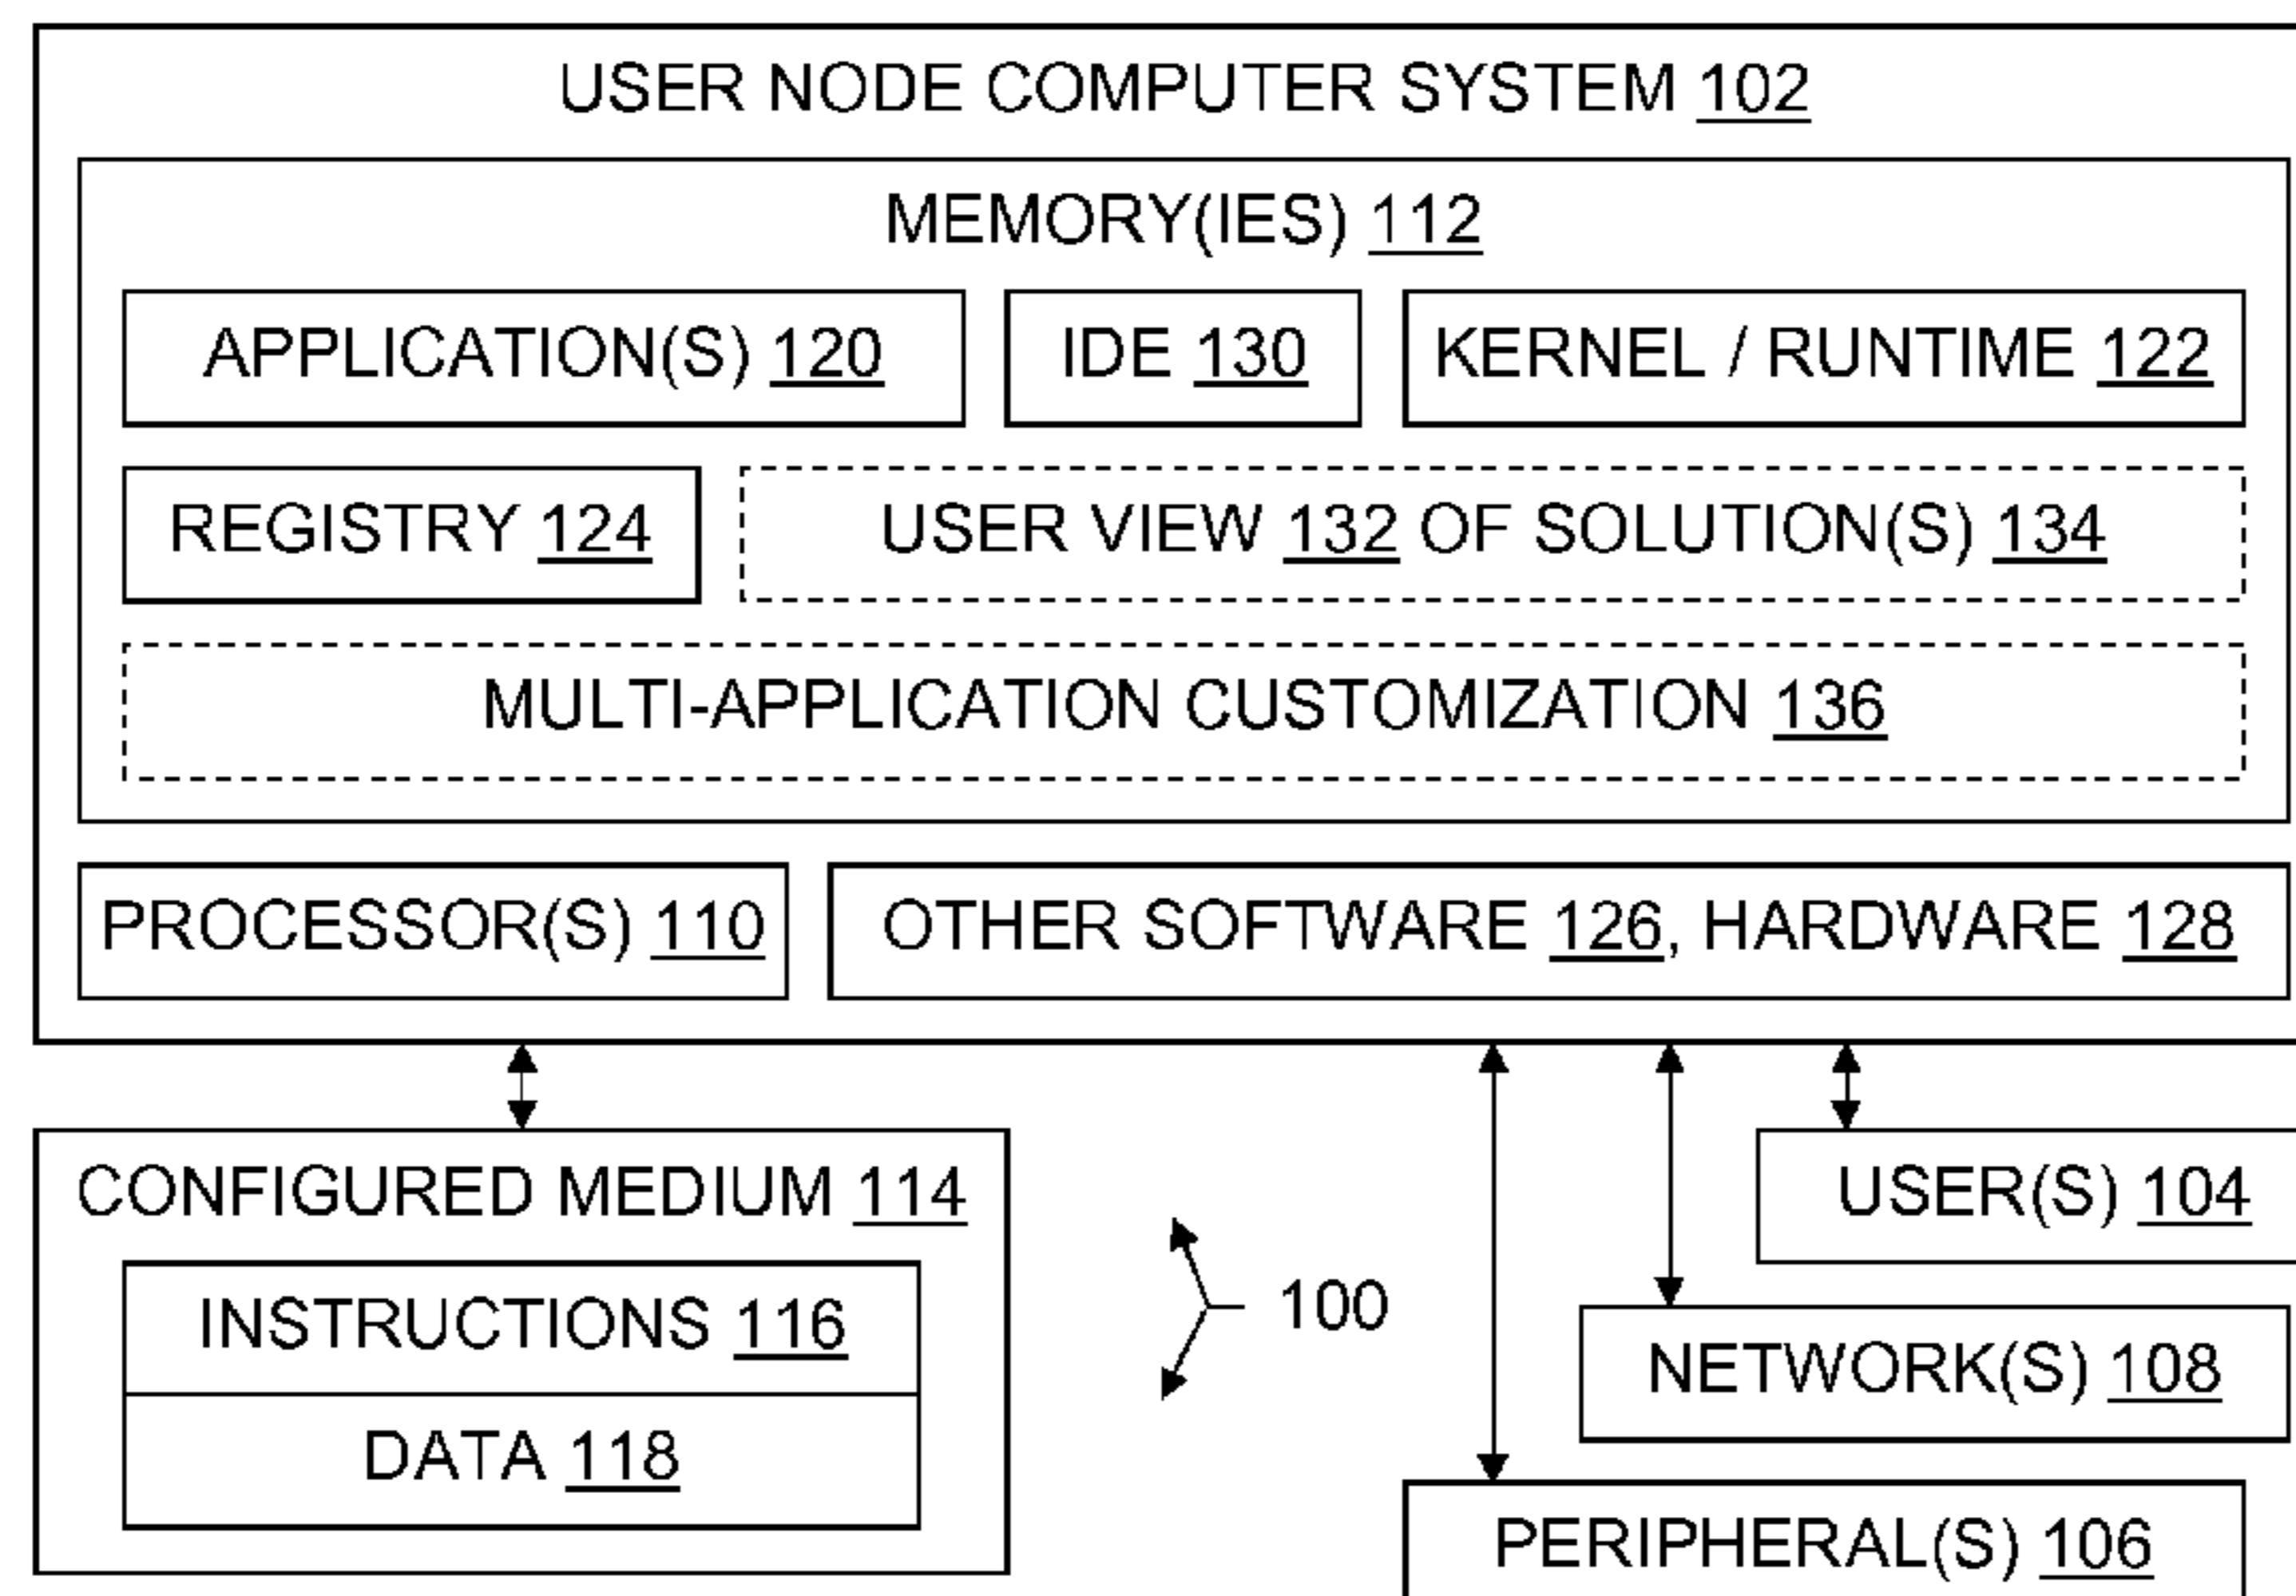 USER NODE COMPUTER SYSTEM 102
MEMORY(IES) 112
APPLICATION(S) 120
IDE 130
KERNEL / RUNTIME 122
REGISTRY 124
USER VIEW 132 OF SOLUTION(S) 134
MULTI-APPLICATION CUSTOMIZATION 136
PROCESSOR(S) 110
OTHER SOFTWARE 126, HARDWARE 128
CONFIGURED MEDIUM 114
INSTRUCTIONS 116
DATA 118
100
USER(S) 104
NETWORK(S) 108
PERIPHERAL(S) 106